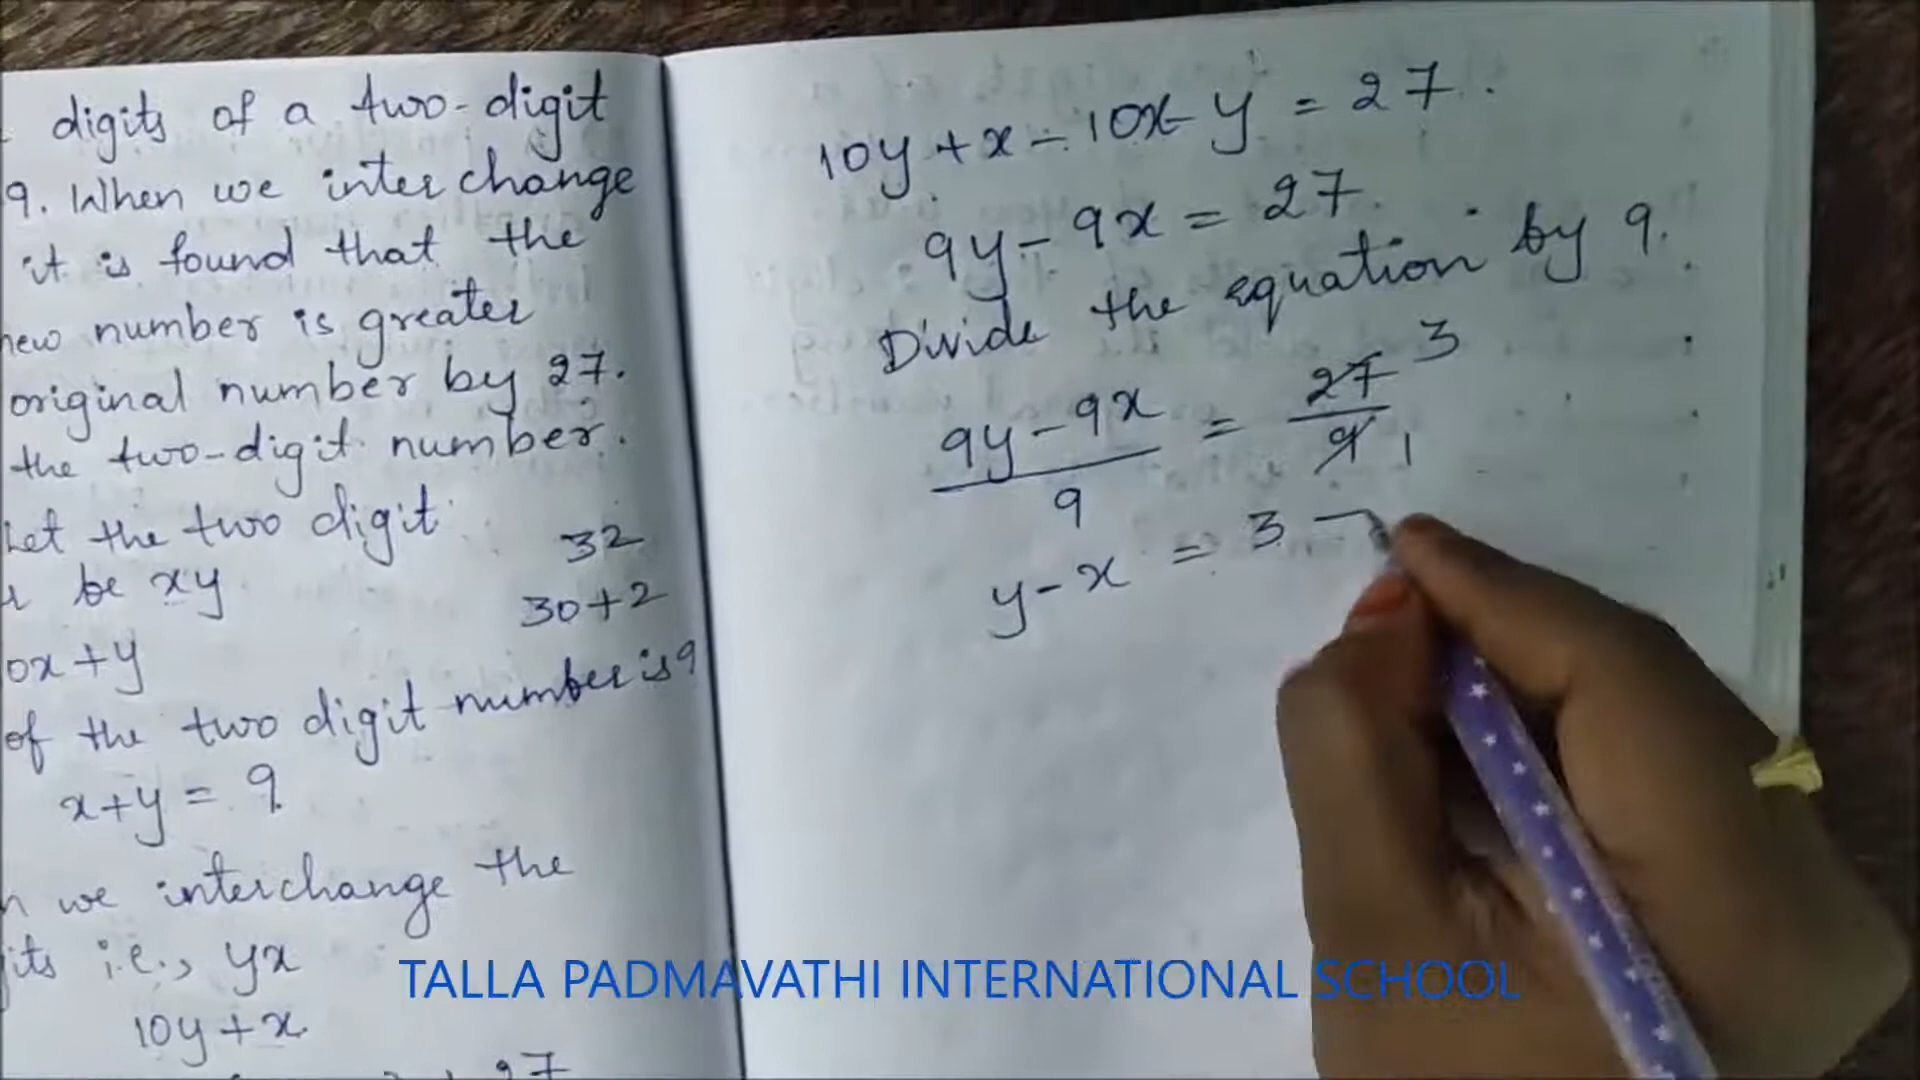 digits of a two-digit
9. When we interchange
it is found that the
new number is greater
original number by 27.
the two-digit number.
Let the two digit
r be xy
32
30+2
0x+y
of the two digit number is 9
x+y = 9
n we interchange the
its i.e., yx
10y+x
27
10y+x-10x-y = 27.
9y-9x = 27
Divide the equation by 9.
9y-9x = 27 3
9 9 1
y-x = 3
TALLA PADMAVATHI INTERNATIONAL SCHOOL